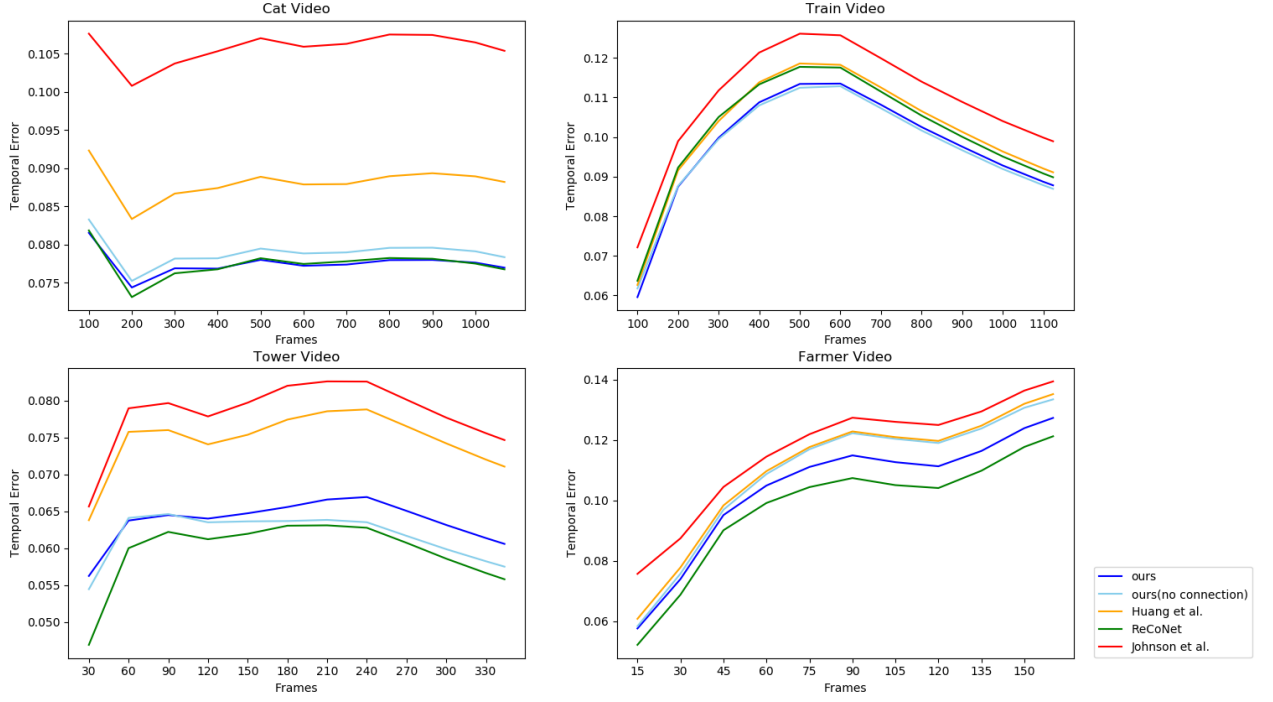 Cat Video
0.105
0.100
0.095
0.090
0.085
0.080
0.075
Temporal Error
100 200 300 400 500 600 700 800 900 1000
Frames
Train Video
0.12
0.11
0.10
0.09
0.08
0.07
0.06
Temporal Error
100 200 300 400 500 600 700 800 900 1000 1100
Frames
Tower Video
0.080
0.075
0.070
0.065
0.060
0.055
0.050
Temporal Error
30 60 90 120 150 180 210 240 270 300 330
Frames
Farmer Video
0.14
0.12
0.10
0.08
0.06
Temporal Error
15 30 45 60 75 90 105 120 135 150
Frames
ours
ours(no connection)
Huang et al.
ReCoNet
Johnson et al.